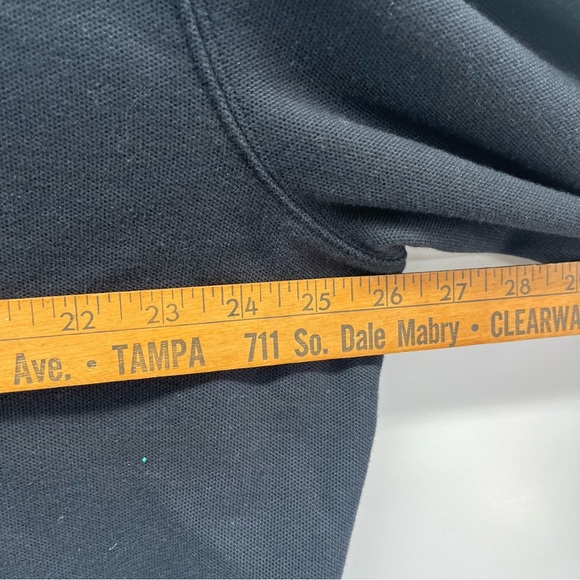 22 23 24 25 26 27 28
Ave. • TAMPA 711 So. Dale Mabry • CLEARWA